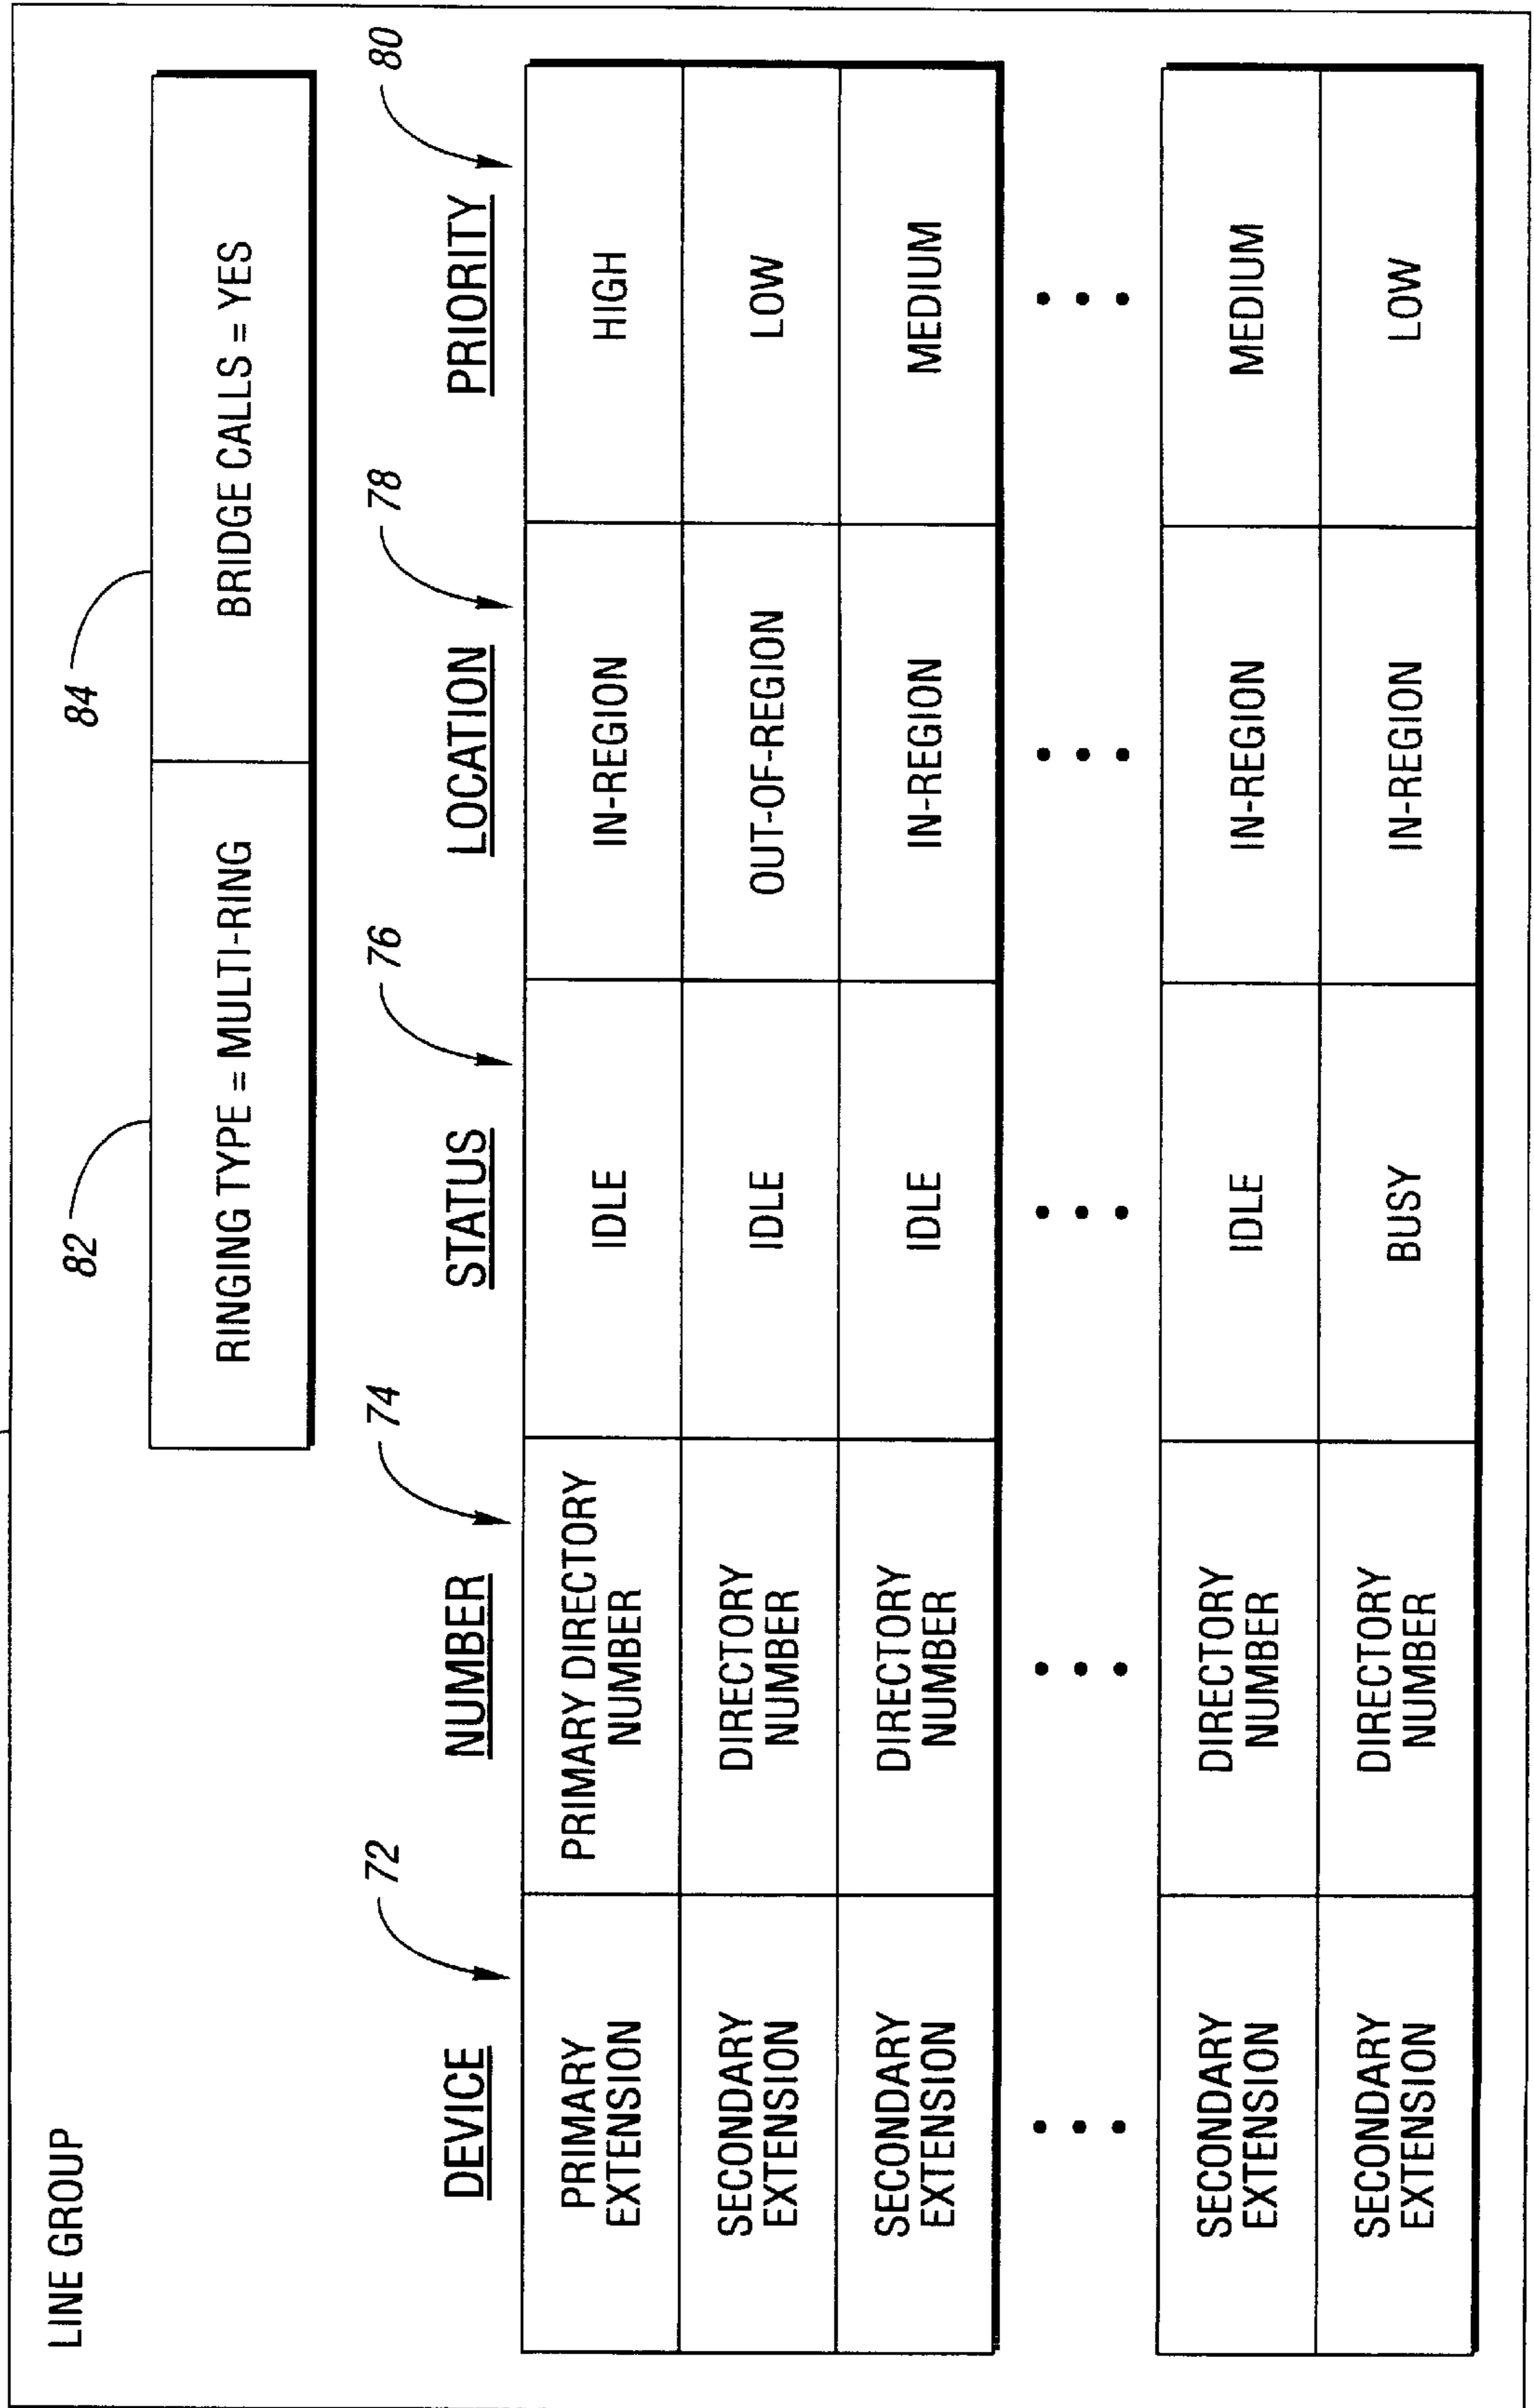 LINE GROUP
82
84
RINGING TYPE = MULTI-RING
BRIDGE CALLS = YES
72
74
76
78
80
DEVICE
NUMBER
STATUS
LOCATION
PRIORITY
PRIMARY
EXTENSION
PRIMARY DIRECTORY
NUMBER
IDLE
IN-REGION
HIGH
SECONDARY
EXTENSION
DIRECTORY
NUMBER
IDLE
OUT-OF-REGION
LOW
SECONDARY
EXTENSION
DIRECTORY
NUMBER
IDLE
IN-REGION
MEDIUM
SECONDARY
EXTENSION
DIRECTORY
NUMBER
IDLE
IN-REGION
MEDIUM
SECONDARY
EXTENSION
DIRECTORY
NUMBER
BUSY
IN-REGION
LOW